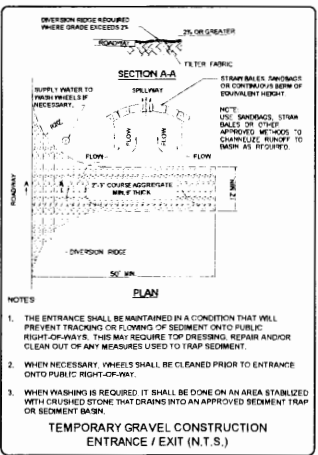 DIVERSION RIDGE REQUIRED
WHERE GRADE EXCEEDS 2%
2% OR GREATER
ROADWAY
FILTER FABRIC
SECTION A-A
SUPPLY WATER TO
WASH WHEELS IF
NECESSARY.
SPILLWAY
STRAW BALES, SANDBAGS
OR CONTINUOUS BERM OF
EQUIVALENT HEIGHT.
NOTE:
USE SANDBAGS, STRAW
BALES OR OTHER
APPROVED METHODS TO
CHANNELIZE RUNOFF TO
BASIN AS REQUIRED.
FLOW
FLOW
FLOW
FLOW
ROADWAY
A
A
2"-3" COURSE AGGREGATE
MIN. 6" THICK
12' MIN.
DIVERSION RIDGE
50' MIN.
PLAN
NOTES
1. THE ENTRANCE SHALL BE MAINTAINED IN A CONDITION THAT WILL
PREVENT TRACKING OR FLOWING OF SEDIMENT ONTO PUBLIC
RIGHT-OF-WAYS. THIS MAY REQUIRE TOP DRESSING, REPAIR AND/OR
CLEAN OUT OF ANY MEASURES USED TO TRAP SEDIMENT.
2. WHEN NECESSARY, WHEELS SHALL BE CLEANED PRIOR TO ENTRANCE
ONTO PUBLIC RIGHT-OF-WAY.
3. WHEN WASHING IS REQUIRED, IT SHALL BE DONE ON AN AREA STABILIZED
WITH CRUSHED STONE THAT DRAINS INTO AN APPROVED SEDIMENT TRAP
OR SEDIMENT BASIN.
TEMPORARY GRAVEL CONSTRUCTION
ENTRANCE / EXIT (N.T.S.)